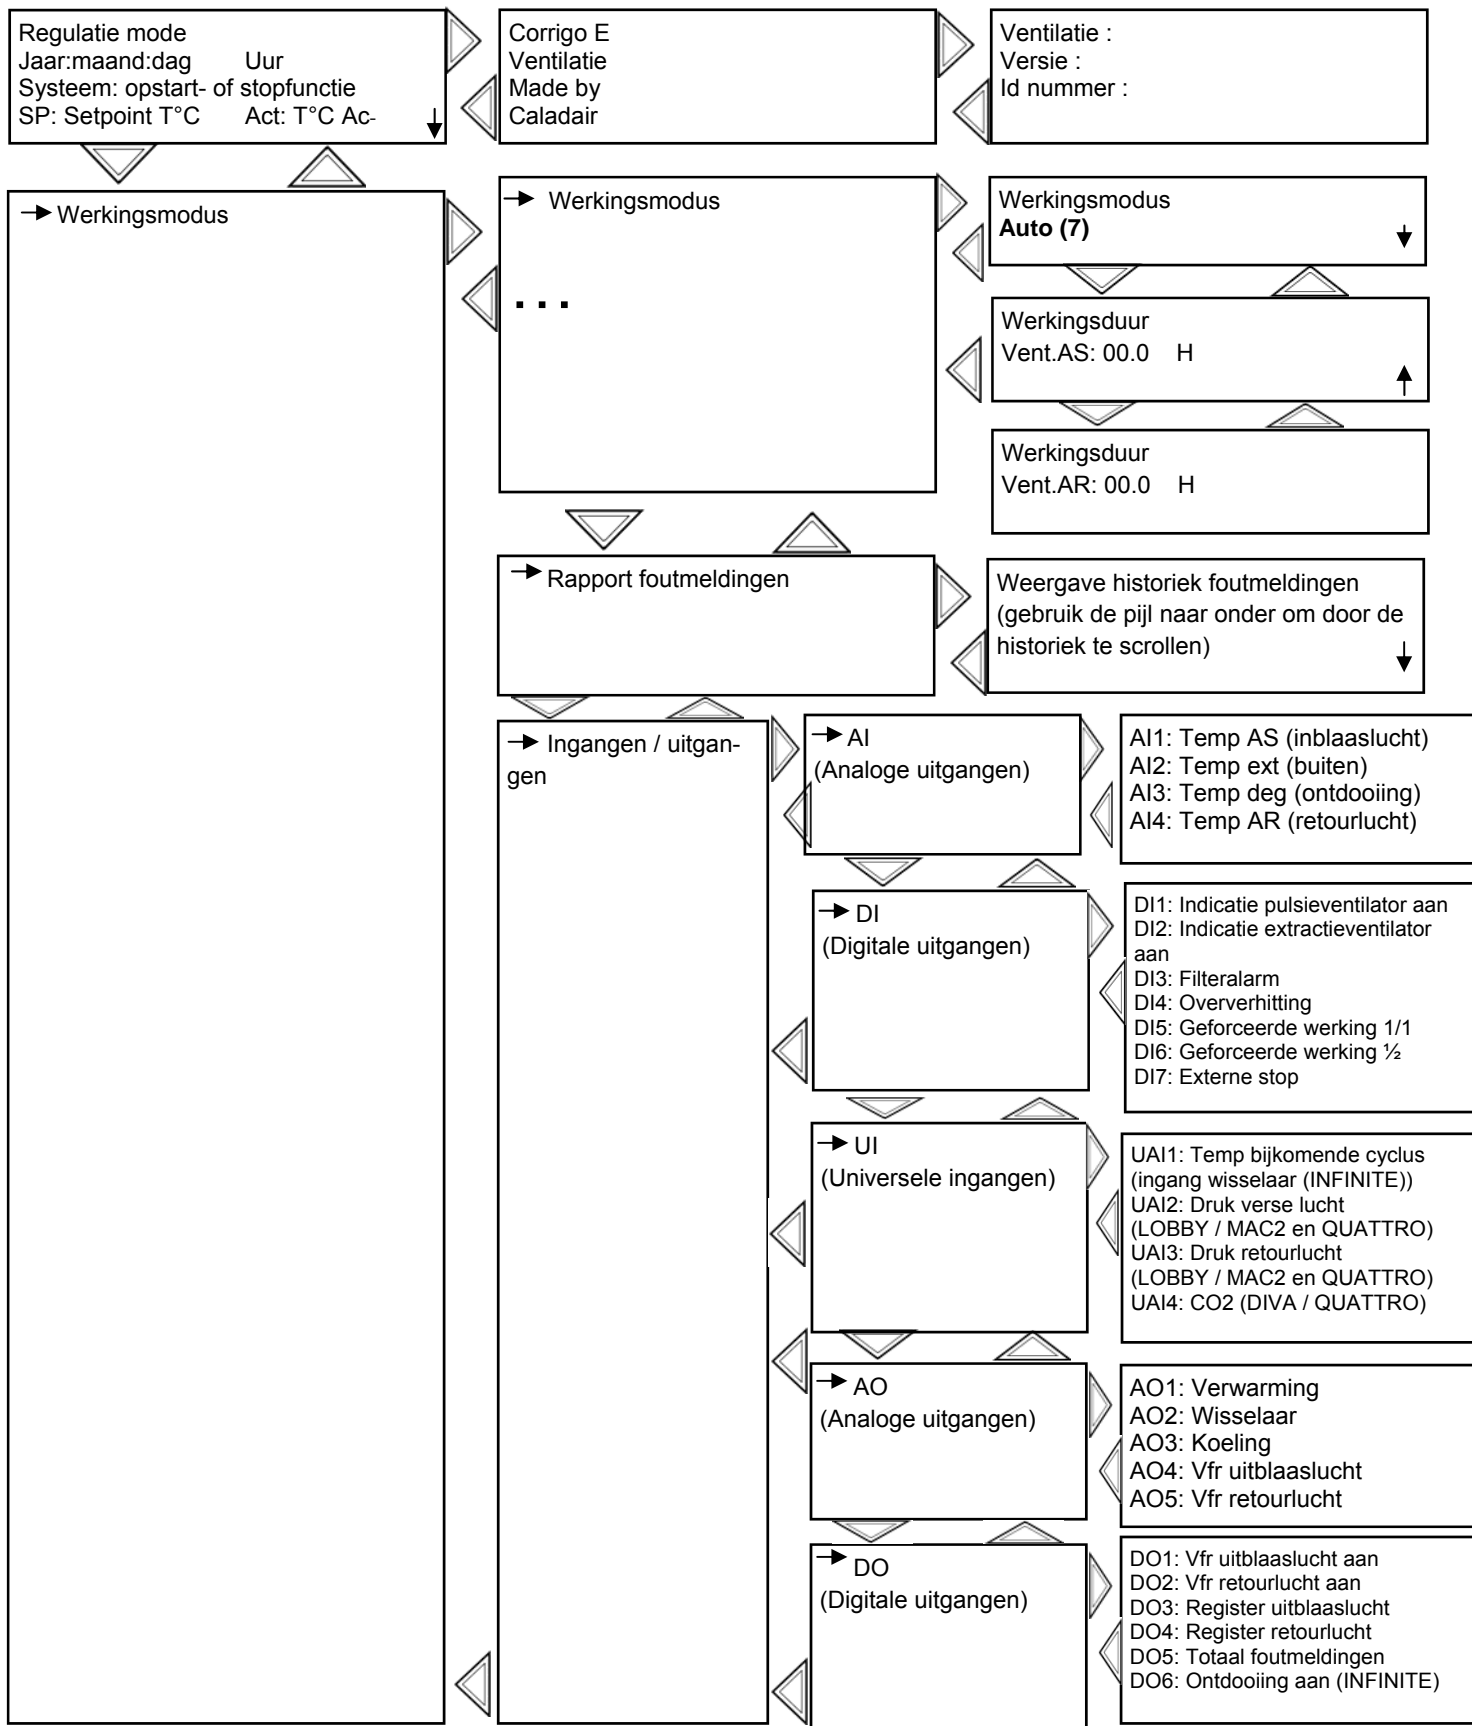 Regulatie mode
Jaar:maand:dag Uur
Systeem: opstart- of stopfunctie
SP: Setpoint T°C Act: T°C Ac-
Corrigo E
Ventilatie
Made by
Caladair
Ventilatie :
Versie :
Id nummer :
Werkingsmodus
Werkingsmodus
...
Werkingsmodus
Auto (7)
Werkingsduur
Vent.AS: 00.0 H
Werkingsduur
Vent.AR: 00.0 H
Rapport foutmeldingen
Weergave historiek foutmeldingen
(gebruik de pijl naar onder om door de
historiek te scrollen)
Ingangen / uitgan-
gen
AI
(Analoge uitgangen)
AI1: Temp AS (inblaaslucht)
AI2: Temp ext (buiten)
AI3: Temp deg (ontdooiing)
AI4: Temp AR (retourlucht)
DI
(Digitale uitgangen)
DI1: Indicatie pulsieventilator aan
DI2: Indicatie extractieventilator
aan
DI3: Filteralarm
DI4: Oververhitting
DI5: Geforceerde werking 1/1
DI6: Geforceerde werking ½
DI7: Externe stop
UI
(Universele ingangen)
UAI1: Temp bijkomende cyclus
(ingang wisselaar (INFINITE))
UAI2: Druk verse lucht
(LOBBY / MAC2 en QUATTRO)
UAI3: Druk retourlucht
(LOBBY / MAC2 en QUATTRO)
UAI4: CO2 (DIVA / QUATTRO)
AO
(Analoge uitgangen)
AO1: Verwarming
AO2: Wisselaar
AO3: Koeling
AO4: Vfr uitblaaslucht
AO5: Vfr retourlucht
DO
(Digitale uitgangen)
DO1: Vfr uitblaaslucht aan
DO2: Vfr retourlucht aan
DO3: Register uitblaaslucht
DO4: Register retourlucht
DO5: Totaal foutmeldingen
DO6: Ontdooiing aan (INFINITE)